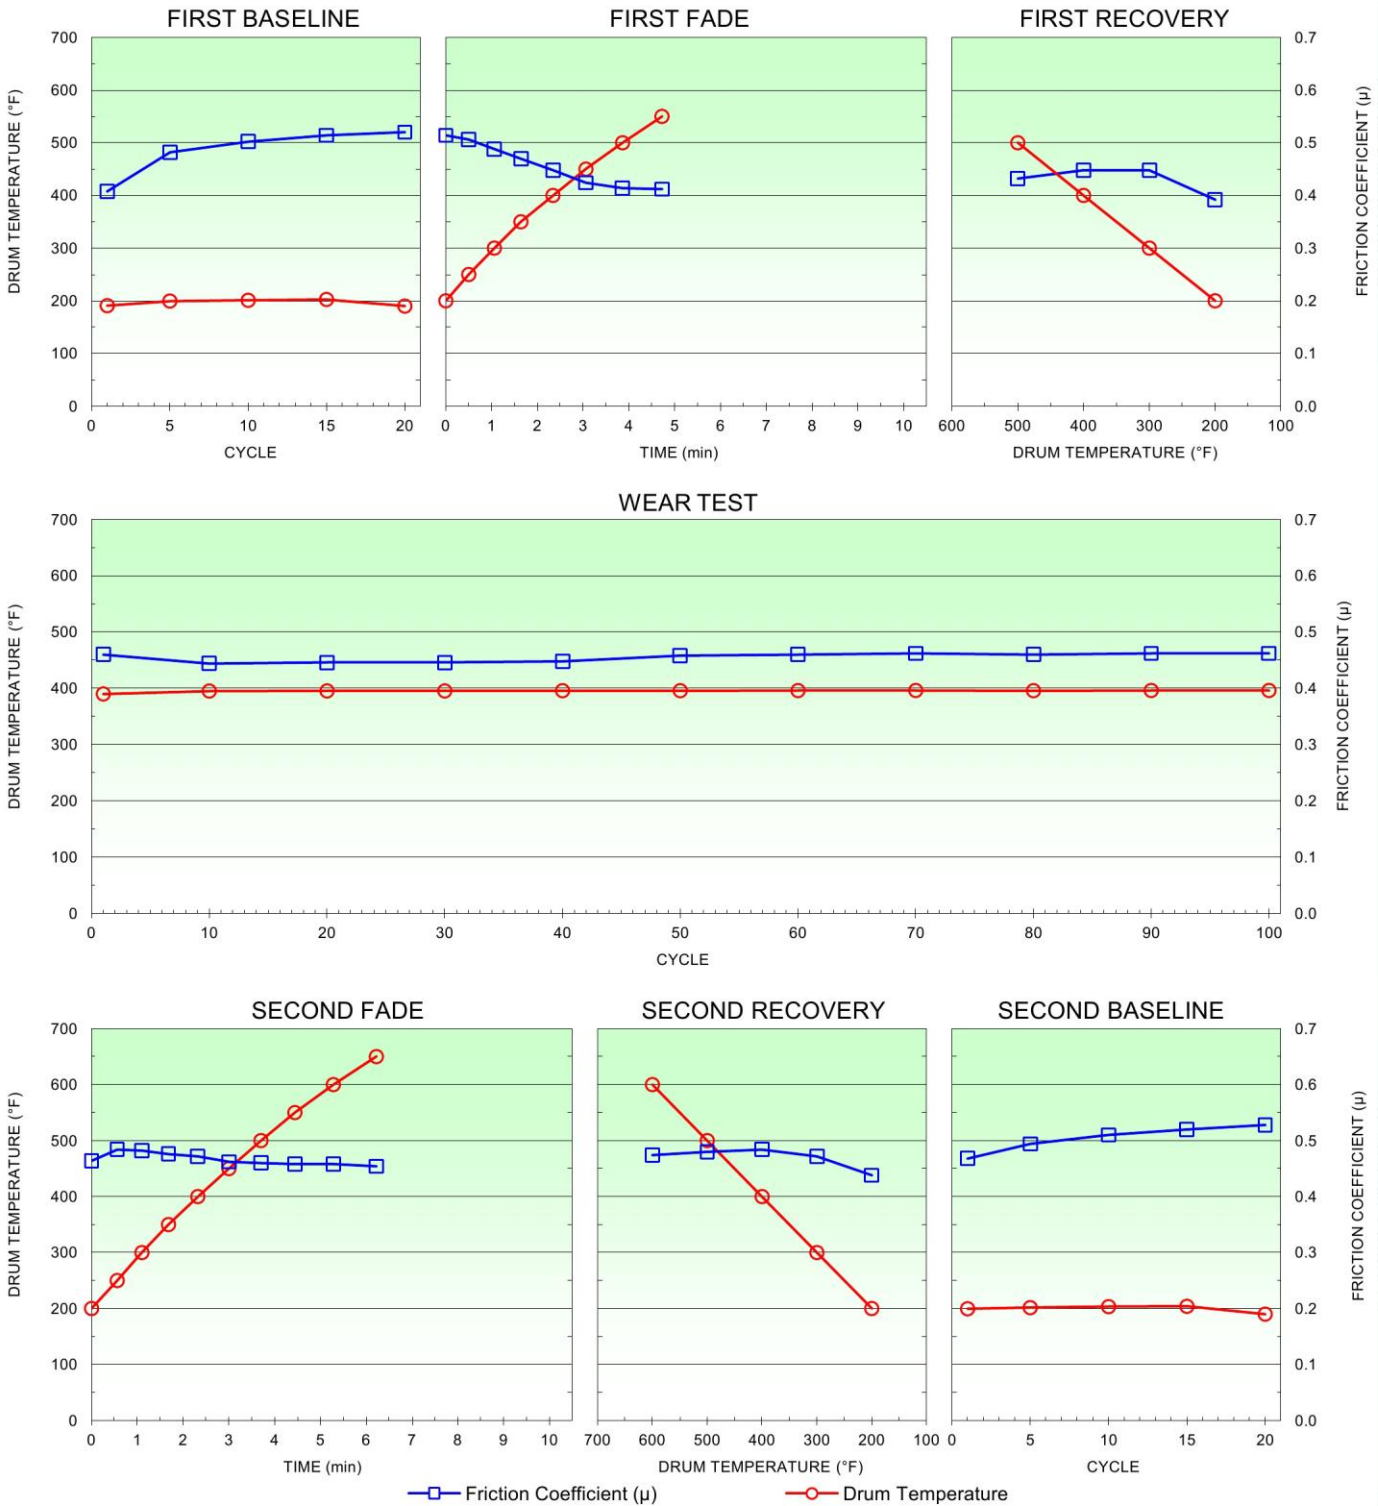 FIRST BASELINE
FIRST FADE
FIRST RECOVERY
DRUM TEMPERATURE (°F)
700
600
500
400
300
200
100
0
0 5 10 15 20
CYCLE
0 1 2 3 4 5 6 7 8 9 10
TIME (min)
600 500 400 300 200 100
DRUM TEMPERATURE (°F)
0.7
0.6
0.5
0.4
0.3
0.2
0.1
0.0
FRICTION COEFFICIENT (µ)
WEAR TEST
DRUM TEMPERATURE (°F)
700
600
500
400
300
200
100
0
0 10 20 30 40 50 60 70 80 90 100
CYCLE
0.7
0.6
0.5
0.4
0.3
0.2
0.1
0.0
FRICTION COEFFICIENT (µ)
SECOND FADE
SECOND RECOVERY
SECOND BASELINE
DRUM TEMPERATURE (°F)
700
600
500
400
300
200
100
0
0 1 2 3 4 5 6 7 8 9 10
TIME (min)
700 600 500 400 300 200 100
DRUM TEMPERATURE (°F)
0 5 10 15 20
CYCLE
0.7
0.6
0.5
0.4
0.3
0.2
0.1
0.0
FRICTION COEFFICIENT (µ)
Friction Coefficient (µ)
Drum Temperature